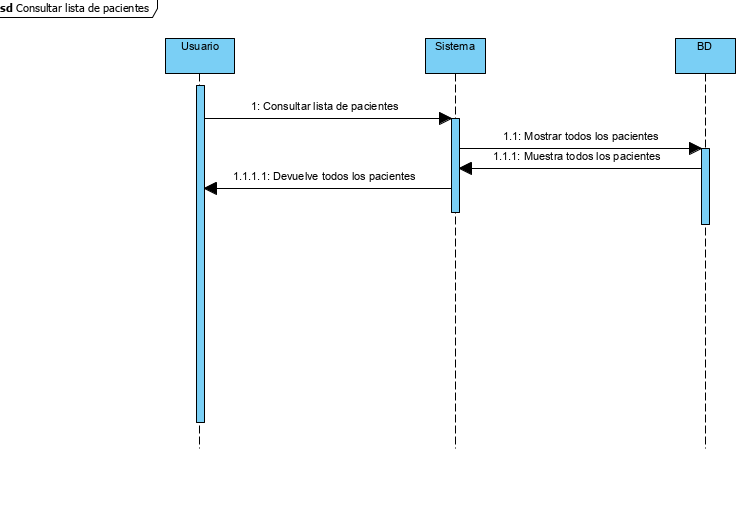 sd Consultar lista de pacientes
Usuario
Sistema
BD
1: Consultar lista de pacientes
1.1: Mostrar todos los pacientes
1.1.1: Muestra todos los pacientes
1.1.1.1: Devuelve todos los pacientes